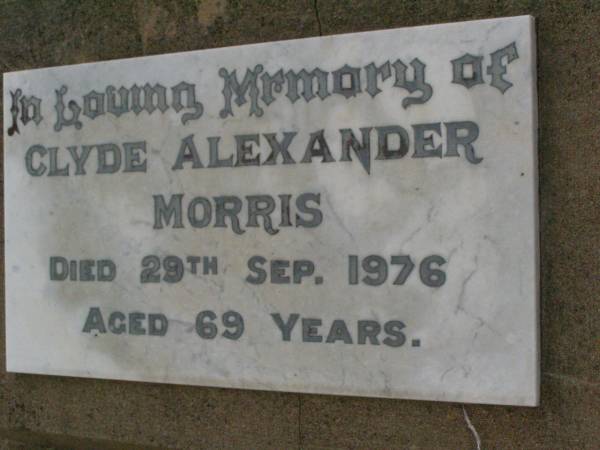 In Loving Memory of
CLYDE ALEXANDER
MORRIS
DIED 29TH SEP. 1976
AGED 69 YEARS.